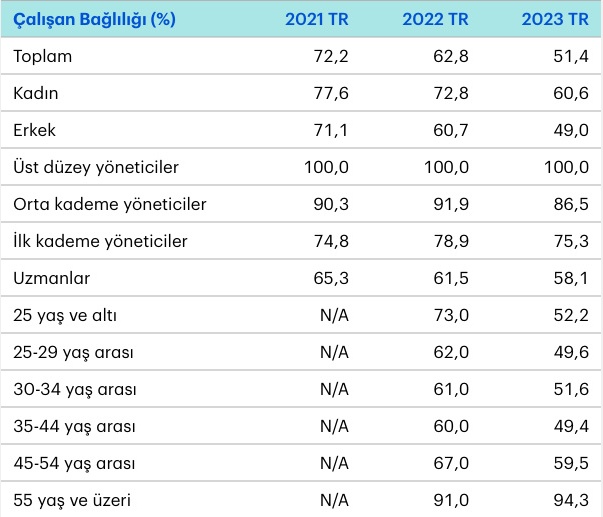 Çalışan Bağlılığı (%) 2021 TR 2022 TR 2023 TR
Toplam 72,2 62,8 51,4
Kadın 77,6 72,8 60,6
Erkek 71,1 60,7 49,0
Üst düzey yöneticiler 100,0 100,0 100,0
Orta kademe yöneticiler 90,3 91,9 86,5
İlk kademe yöneticiler 74,8 78,9 75,3
Uzmanlar 65,3 61,5 58,1
25 yaş ve altı N/A 73,0 52,2
25-29 yaş arası N/A 62,0 49,6
30-34 yaş arası N/A 61,0 51,6
35-44 yaş arası N/A 60,0 49,4
45-54 yaş arası N/A 67,0 59,5
55 yaş ve üzeri N/A 91,0 94,3